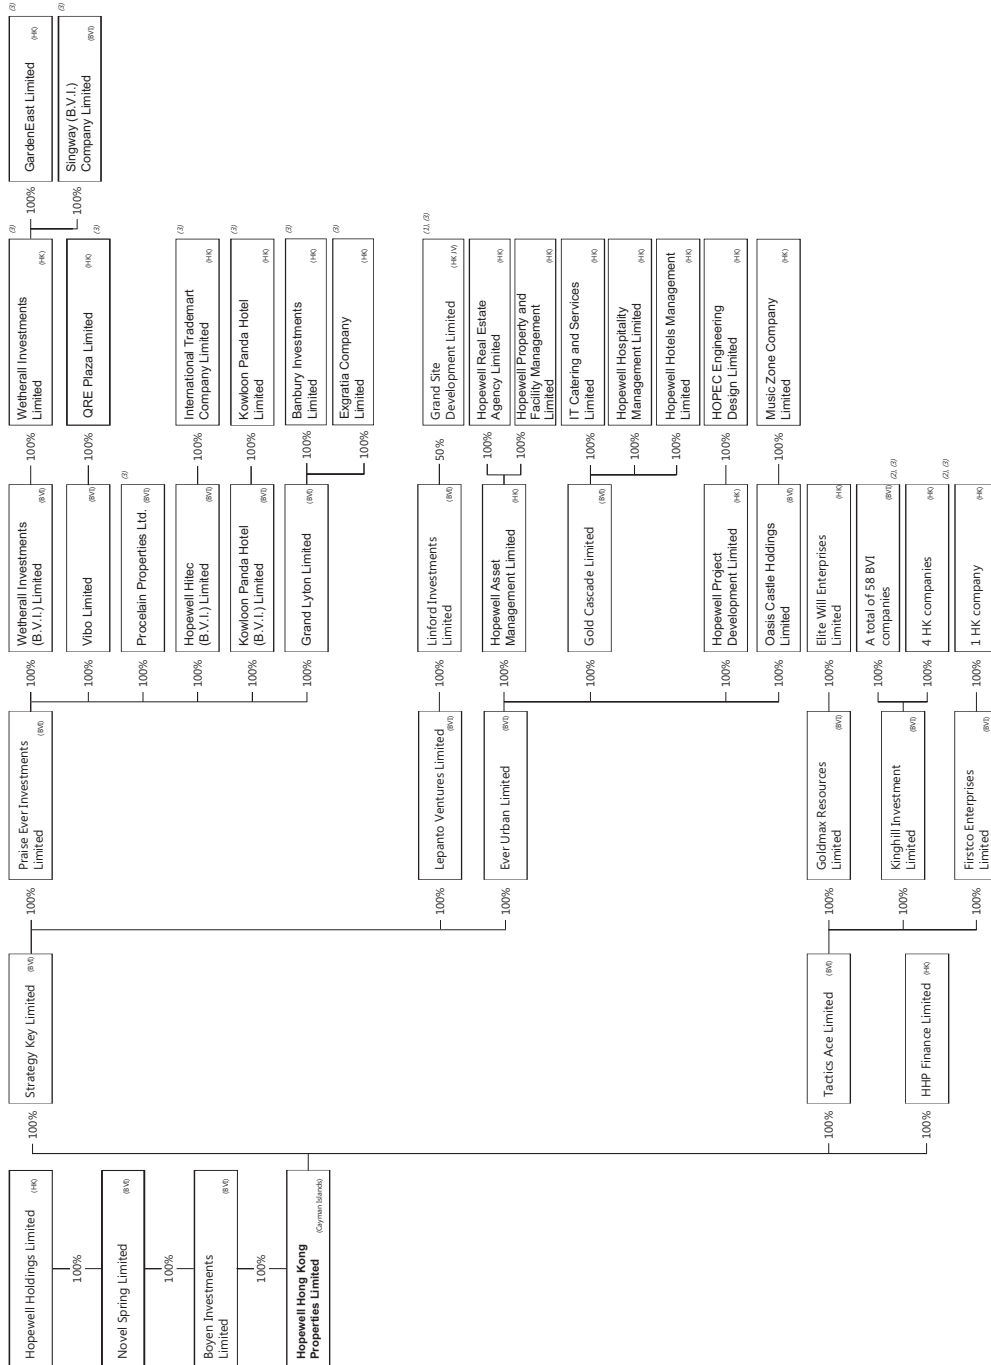 Hopewell Holdings Limited
(HK)
100%
Novel Spring Limited
(BVI)
100%
Boyen Investments
Limited
(BVI)
100%
Hopewell Hong Kong
Properties Limited
(Cayman Islands)
100%
Strategy Key Limited
(BVI)
100%
Praise Ever Investments
Limited
(BVI)
100%
Wetherall Investments
(B.V.I.) Limited
(BVI)
100%
Wetherall Investments
Limited
(HK)
(3)
100%
GardenEast Limited
(HK)
(3)
100%
Singway (B.V.I.)
Company Limited
(BVI)
(3)
100%
Vibo Limited
(BVI)
100%
QRE Plaza Limited
(HK)
(3)
100%
Procelain Properties Ltd.
(BVI)
(3)
100%
Hopewell Hitec
(B.V.I.) Limited
(BVI)
100%
International Trademart
Company Limited
(HK)
(3)
100%
Kowloon Panda Hotel
(B.V.I.) Limited
(BVI)
100%
Kowloon Panda Hotel
Limited
(HK)
(3)
100%
Grand Lyton Limited
(BVI)
100%
Banbury Investments
Limited
(HK)
(3)
100%
Exgratia Company
Limited
(HK)
(3)
100%
Lepanto Ventures Limited
(BVI)
100%
Linford Investments
Limited
(BVI)
50%
Grand Site
Development Limited
(HK JV)
(1), (3)
100%
Ever Urban Limited
(BVI)
100%
Hopewell Asset
Management Limited
(HK)
100%
Hopewell Real Estate
Agency Limited
(HK)
100%
Hopewell Property and
Facility Management
Limited
(HK)
100%
Gold Cascade Limited
(BVI)
100%
IT Catering and Services
Limited
(HK)
100%
Hopewell Hospitality
Management Limited
(HK)
100%
Hopewell Hotels Management
Limited
(HK)
100%
Hopewell Project
Development Limited
(HK)
100%
HOPEC Engineering
Design Limited
(HK)
100%
Oasis Castle Holdings
Limited
(BVI)
100%
Music Zone Company
Limited
(HK)
100%
Tactics Ace Limited
(BVI)
100%
Goldmax Resources
Limited
(BVI)
100%
Elite Will Enterprises
Limited
(HK)
100%
Kinghill Investment
Limited
(BVI)
100%
A total of 58 BVI
companies
(BVI)
(2), (3)
100%
4 HK companies
(HK)
(2), (3)
100%
Firstco Enterprises
Limited
(BVI)
100%
1 HK company
(HK)
100%
HHP Finance Limited
(HK)